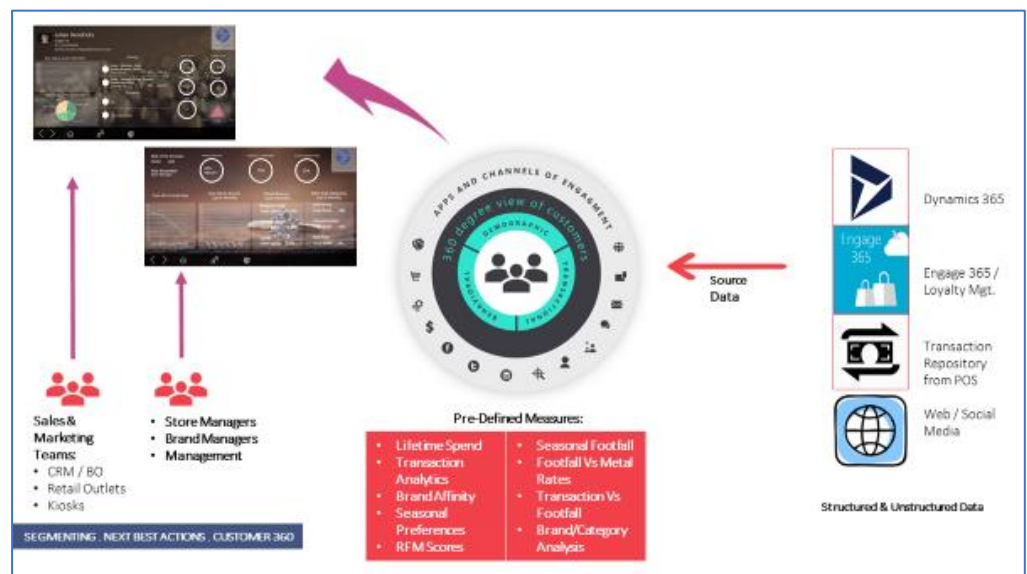 APPS AND CHANNELS OF ENGAGMENT
360 degree view of customers
DEMOGRAPHIC
BEHAVIORAL
TRANSACTIONAL
Source
Data
Engage
365
Dynamics 365
Engage 365 /
Loyalty Mgt.
Transaction
Repository
from POS
Web / Social
Media
Structured & Unstructured Data
Sales &
Marketing
Teams:
• CRM / BO
• Retail Outlets
• Kiosks
• Store Managers
• Brand Managers
• Management
SEGMENTING , NEXT BEST ACTIONS , CUSTOMER 360
Pre-Defined Measures:
• Lifetime Spend
• Transaction
Analytics
• Brand Affinity
• Seasonal
Preferences
• RFM Scores
• Seasonal Footfall
• Footfall Vs Metal
Rates
• Transaction Vs
Footfall
• Brand/Category
Analysis